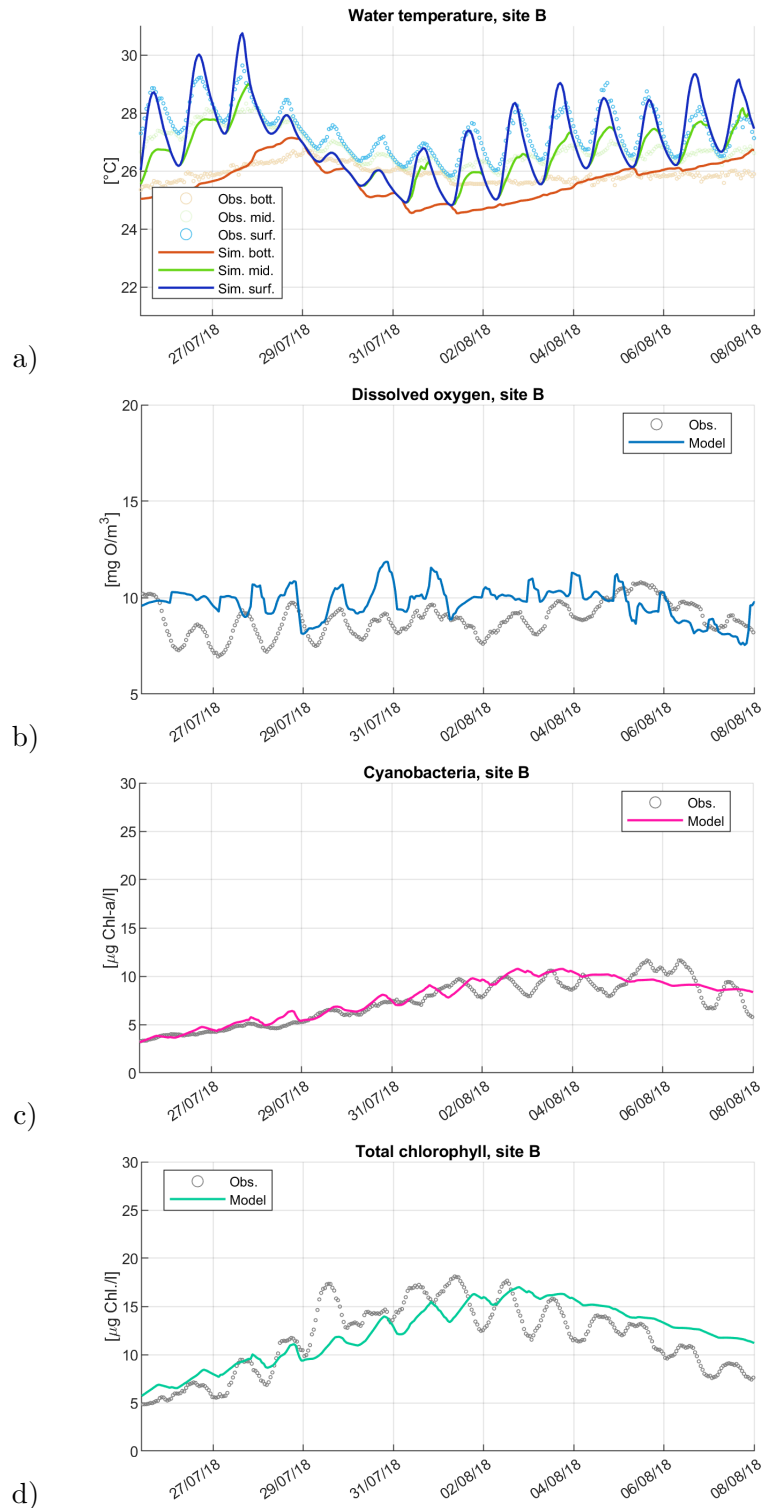 Water temperature, site B
30
28
26
24
22
[°C]
Obs. bott.
Obs. mid.
Obs. surf.
Sim. bott.
Sim. mid.
Sim. surf.
27/07/18 29/07/18 31/07/18 02/08/18 04/08/18 06/08/18 08/08/18
a)
Dissolved oxygen, site B
20
15
10
5
[mg O/m³]
Obs.
Model
27/07/18 29/07/18 31/07/18 02/08/18 04/08/18 06/08/18 08/08/18
b)
Cyanobacteria, site B
30
25
20
15
10
5
0
[μg Chl-a/l]
Obs.
Model
27/07/18 29/07/18 31/07/18 02/08/18 04/08/18 06/08/18 08/08/18
c)
Total chlorophyll, site B
30
25
20
15
10
5
0
[μg Chl./l]
Obs.
Model
27/07/18 29/07/18 31/07/18 02/08/18 04/08/18 06/08/18 08/08/18
d)